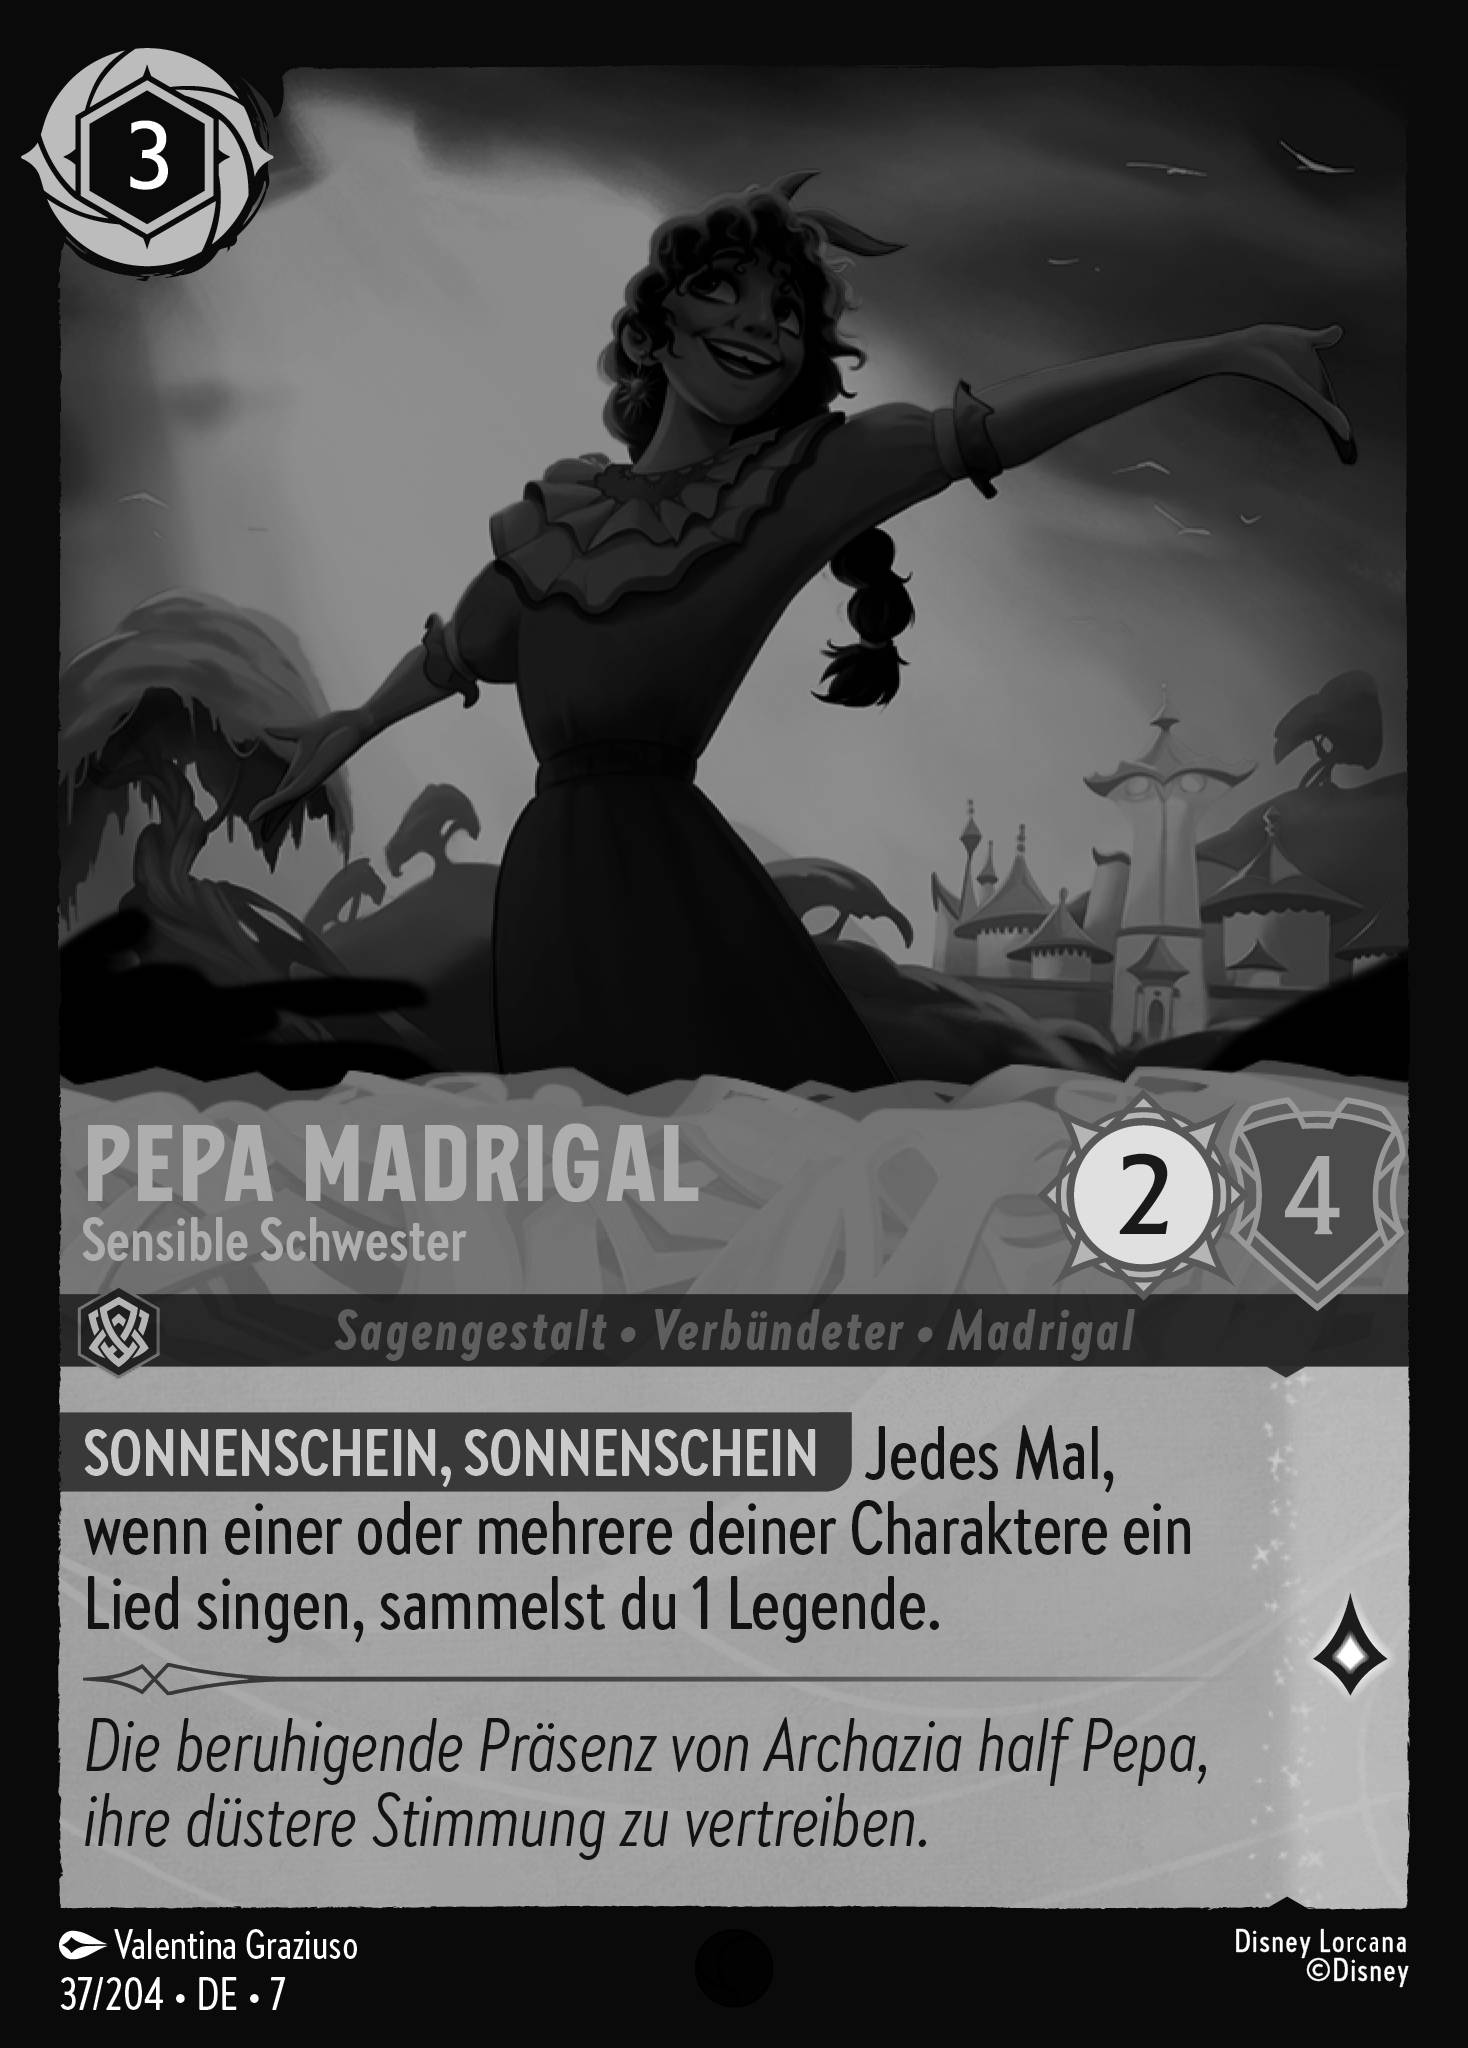 3
PEPA MADRIGAL
Sensible Schwester
2
4
Sagengestalt • Verbündeter • Madrigal
SONNENSCHEIN, SONNENSCHEIN Jedes Mal,
wenn einer oder mehrere deiner Charaktere ein
Lied singen, sammelst du 1 Legende.
Die beruhigende Präsenz von Archazia half Pepa,
ihre düstere Stimmung zu vertreiben.
Valentina Graziuso
37/204 • DE • 7
Disney Lorcana
©Disney